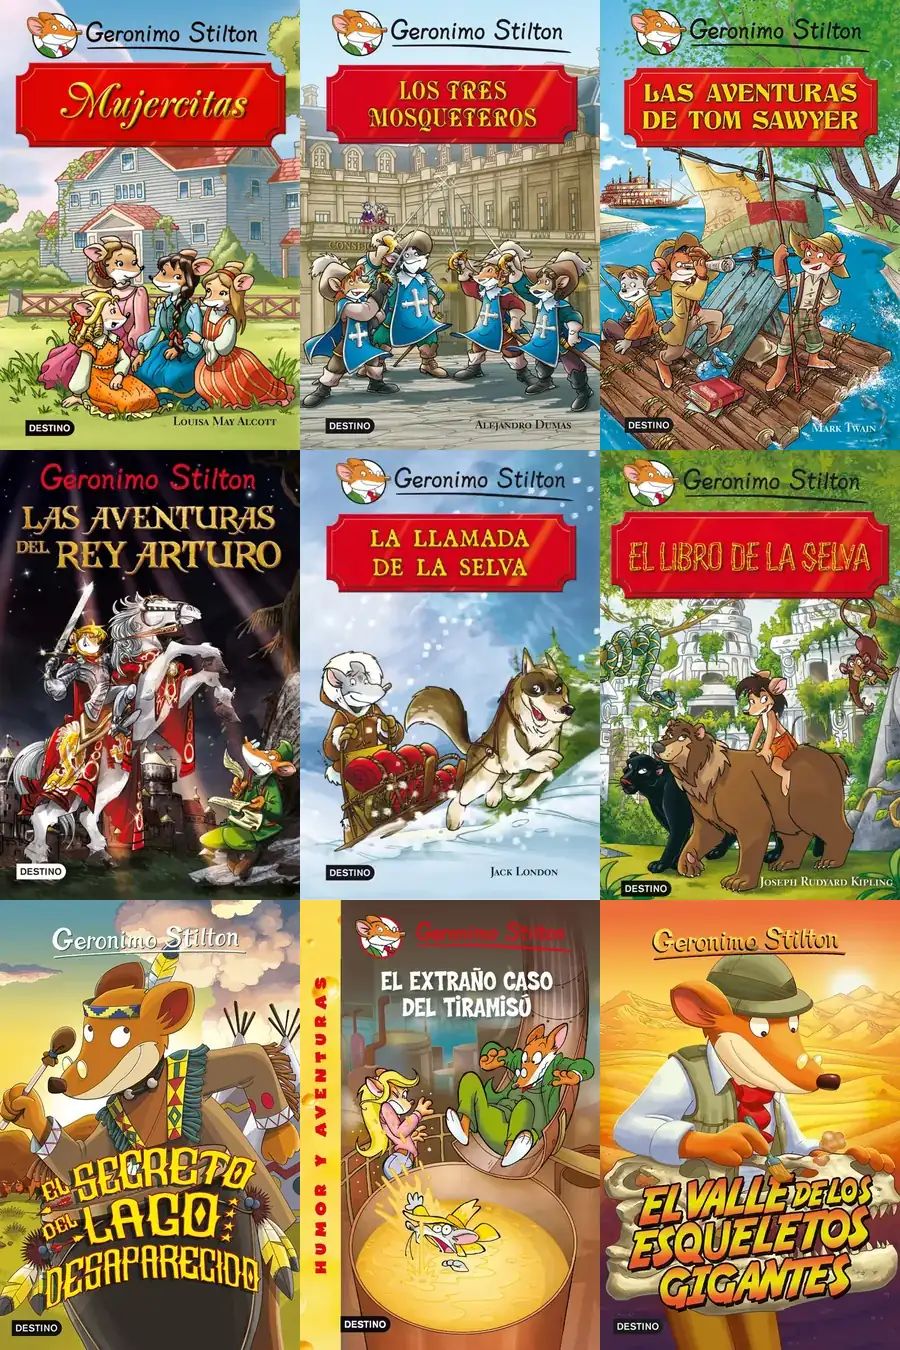 Geronimo Stilton
Mujercitas
LOUISA MAY ALCOTT
DESTINO
Geronimo Stilton
LOS TRES
MOSQUETEROS
CONSE
ALEJANDRO DUMAS
DESTINO
Geronimo Stilton
LAS AVENTURAS
DE TOM SAWYER
MARK TWAIN
DESTINO
Geronimo Stilton
LAS AVENTURAS
DEL REY ARTURO
DESTINO
Geronimo Stilton
LA LLAMADA
DE LA SELVA
JACK LONDON
DESTINO
Geronimo Stilton
EL LIBRO DE LA SELVA
JOSEPH RUDYARD KIPLING
DESTINO
Geronimo Stilton
EL SECRETO
DEL LAGO
DESAPARECIDO
DESTINO
HUMOR Y AVENTURAS
Geronimo Stilton
EL EXTRAÑO CASO
DEL TIRAMISÚ
DESTINO
Geronimo Stilton
EL VALLE DE LOS
ESQUELETOS
GIGANTES
DESTINO